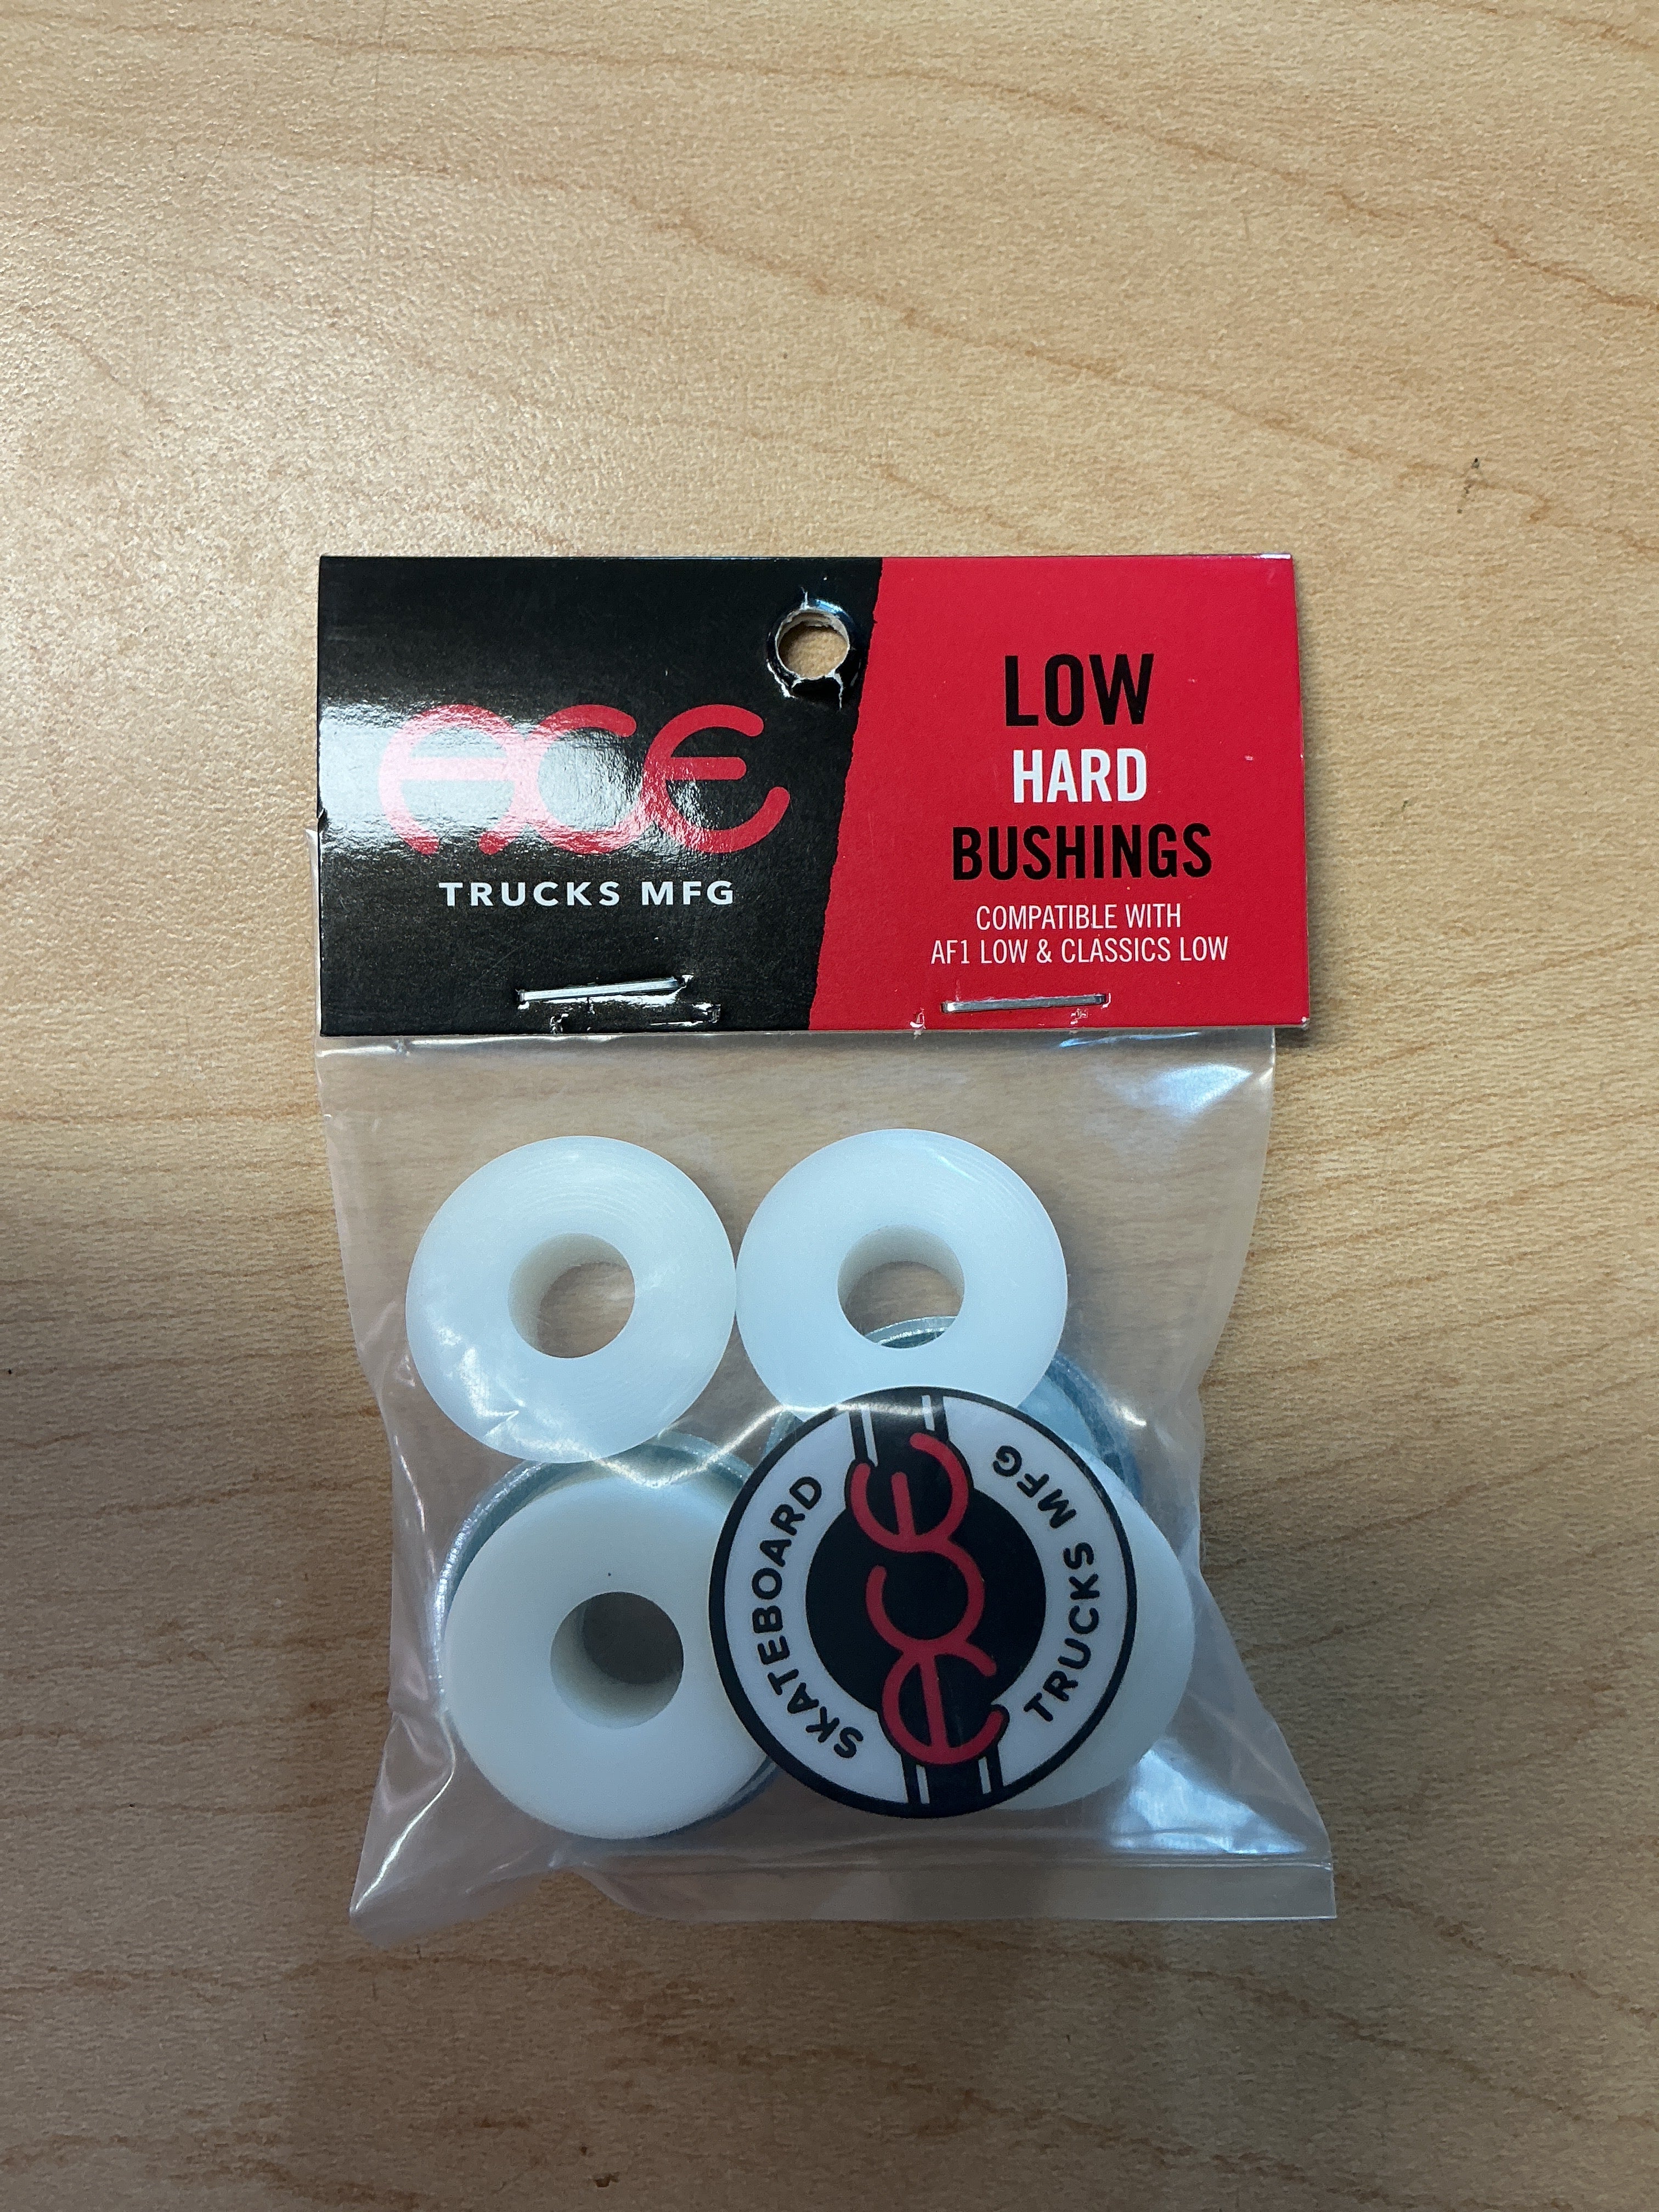 ACE
TRUCKS MFG
LOW
HARD
BUSHINGS
COMPATIBLE WITH
AF1 LOW & CLASSICS LOW
SKATEBOARD
ACE
TRUCKS MFG